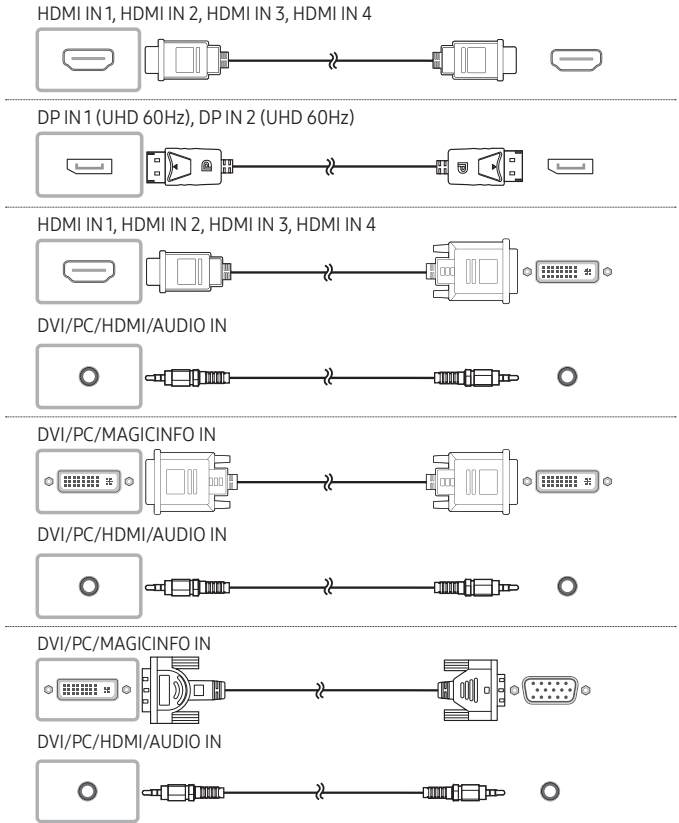 HDMI IN 1, HDMI IN 2, HDMI IN 3, HDMI IN 4
DP IN 1 (UHD 60Hz), DP IN 2 (UHD 60Hz)
HDMI IN 1, HDMI IN 2, HDMI IN 3, HDMI IN 4
DVI/PC/HDMI/AUDIO IN
DVI/PC/MAGICINFO IN
DVI/PC/HDMI/AUDIO IN
DVI/PC/MAGICINFO IN
DVI/PC/HDMI/AUDIO IN